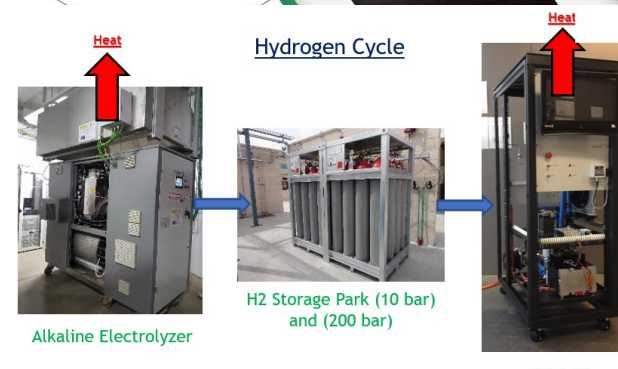 Heat
Hydrogen Cycle
Heat
Alkaline Electrolyzer
H2 Storage Park (10 bar)
and (200 bar)